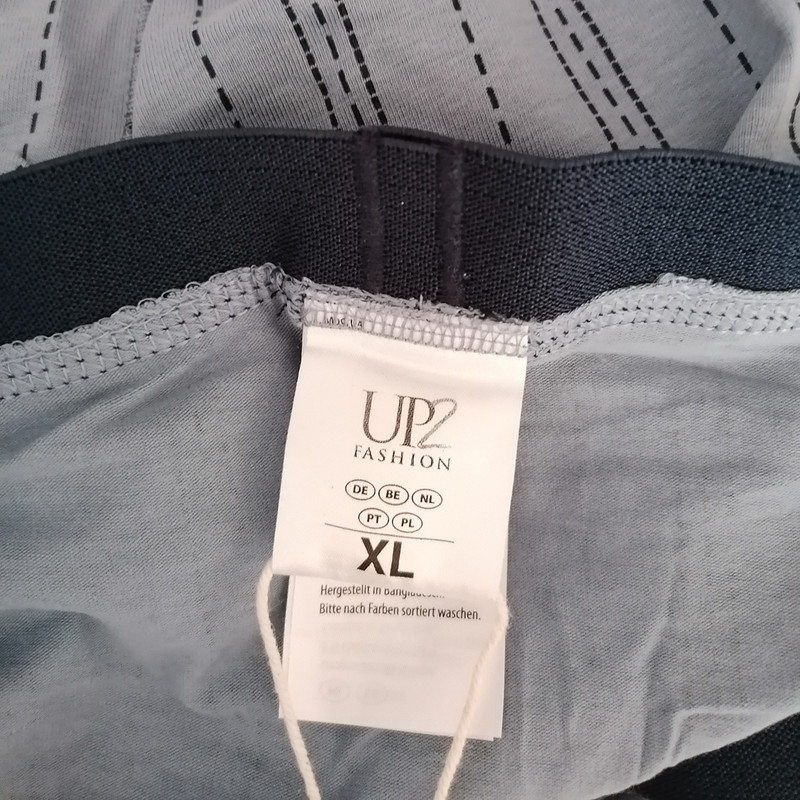 UP2
FASHION
DE BE NL
PT PL
XL
Hergestellt in
Bitte nach Farben sortiert waschen.